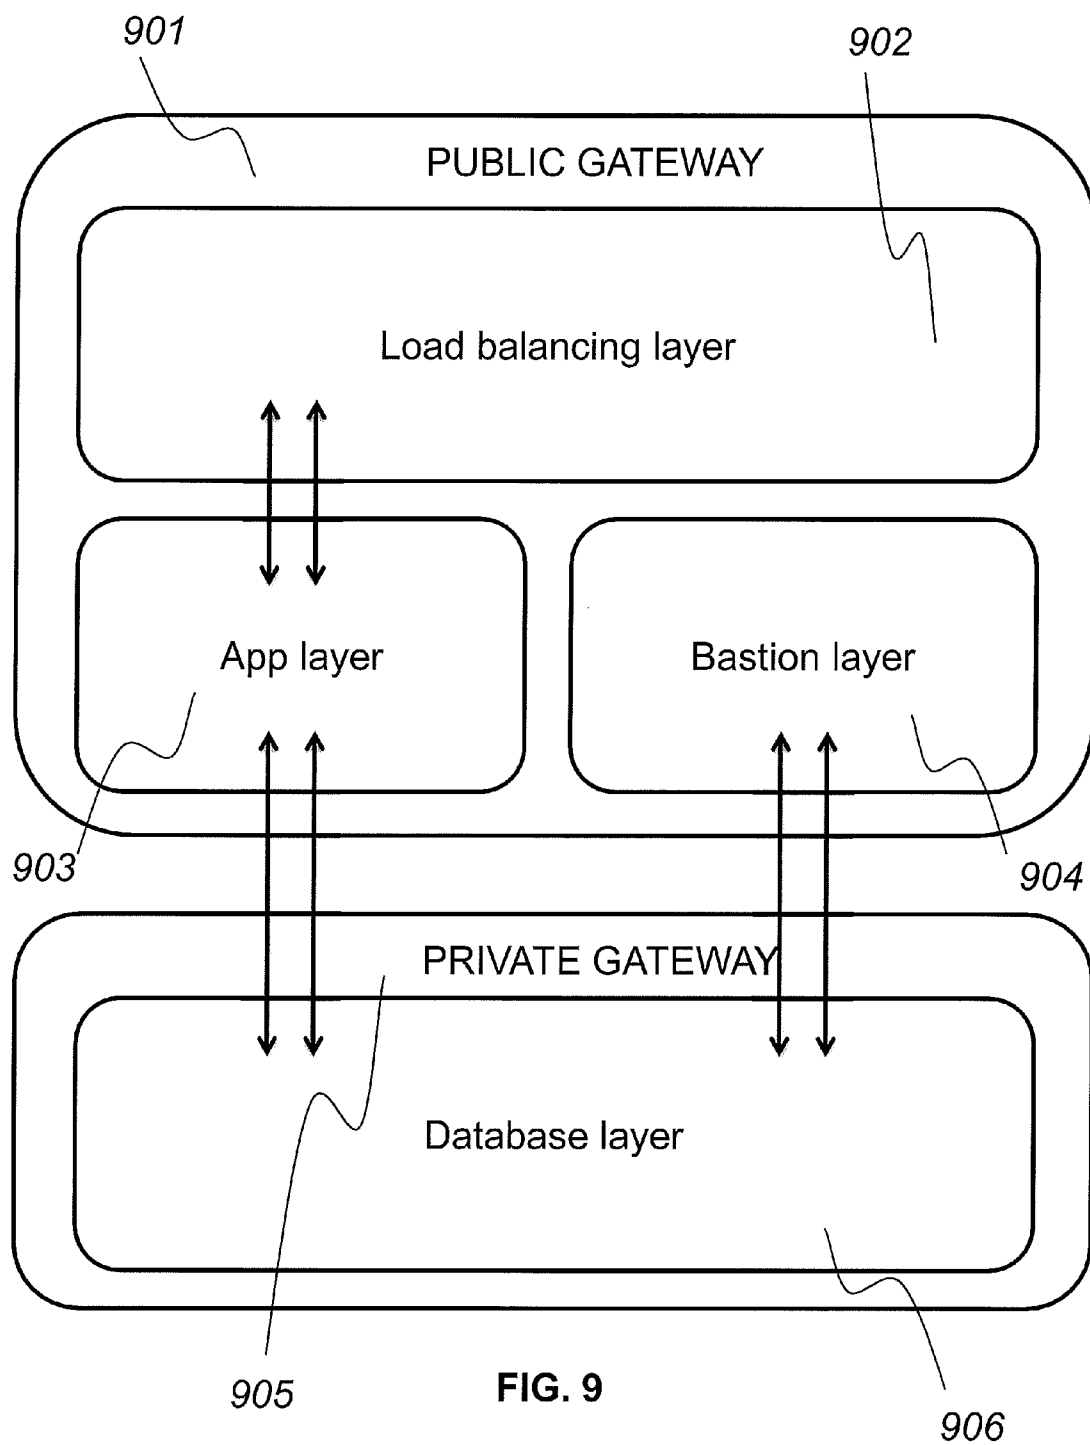 901
902
PUBLIC GATEWAY
Load balancing layer
App layer
Bastion layer
903
904
PRIVATE GATEWAY
Database layer
905
FIG. 9
906